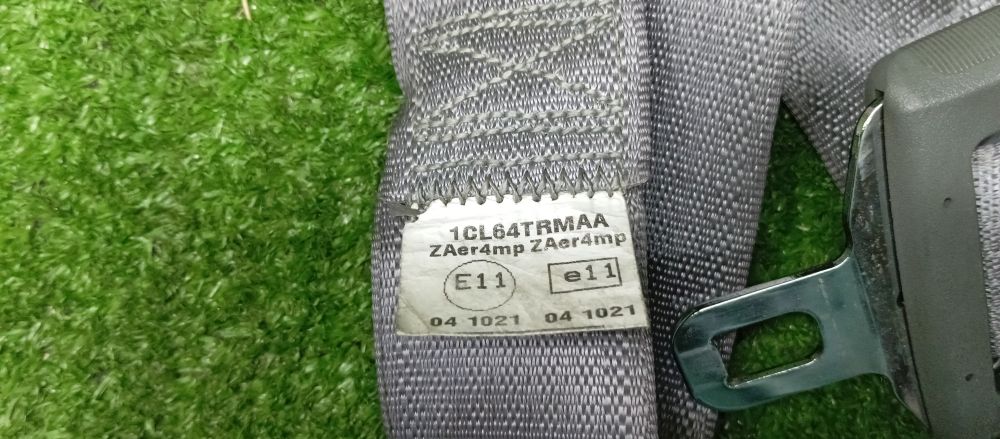 1CL64TRMAA
ZAer4mp ZAer4mp
E11 e11
04 1021 04 1021